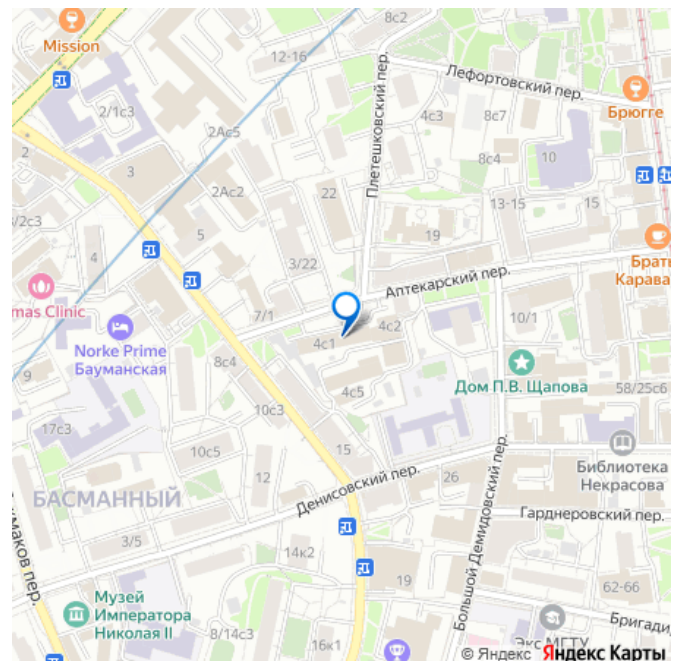 8с2
Mission
12-16
Лефортовский пер.
2/1с3
2Ас5
Плетешковский пер.
4с3
8с7
Брюгге
2
3
2Ас2
22
8с4
10
/2с3
5
19
13-15
15
4
3/22
Брать
Карава
mas Clinic
7/1
Аптекарский пер.
Norke Prime
Бауманская
4с1
4с2
10/1
9
8с4
4с5
Дом П.В. Щапова
58/25с6
17с3
10с3
10с5
15
12
26
Библиотека
Некрасова
БАСМАННЫЙ
Денисовский пер.
Гарднеровский пер.
умаков пер.
3/5
14к2
19
Большой Демидовский пер.
62-66
Музей
Императора
Николая II
8/14с3
16к1
Бригади
Экс МГТУ
© Яндекс Яндекс Карты